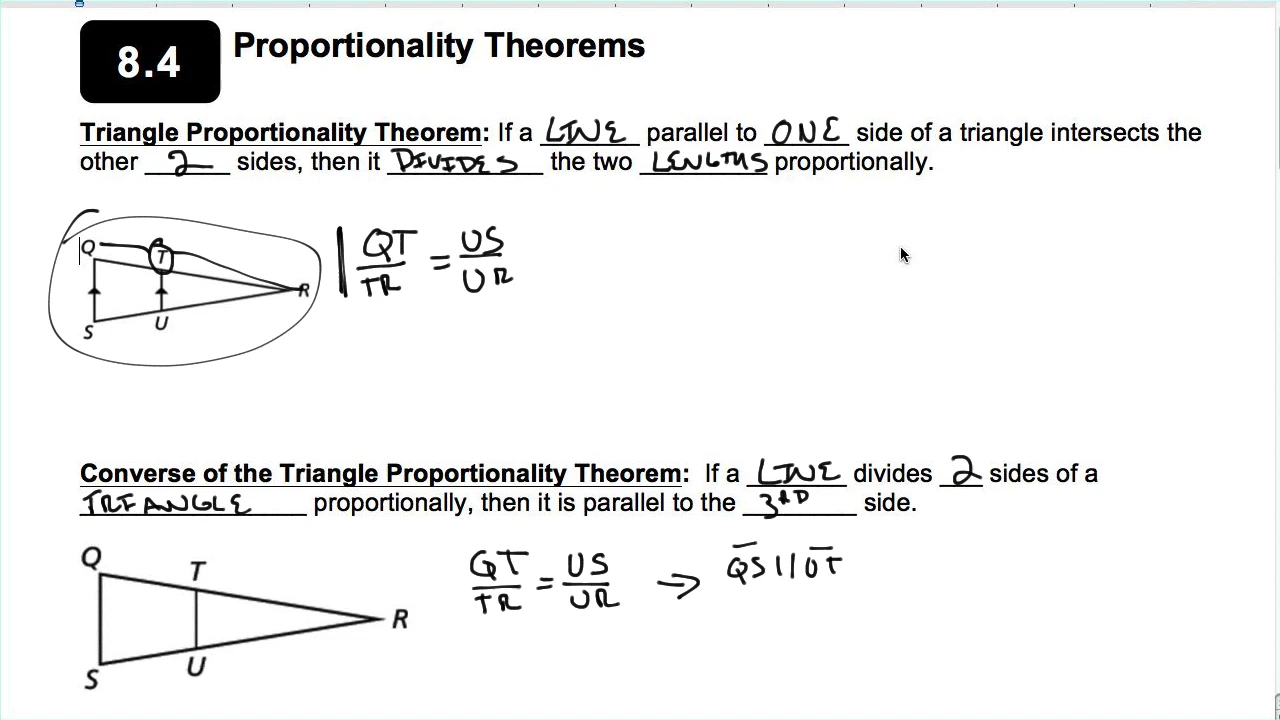 8.4 Proportionality Theorems
Triangle Proportionality Theorem: If a LINE parallel to ONE side of a triangle intersects the
other 2 sides, then it DIVIDES the two LENGTHS proportionally.
Q T R
S U
QT/TR = US/UR
Converse of the Triangle Proportionality Theorem: If a LINE divides 2 sides of a
TRIANGLE proportionally, then it is parallel to the 3RD side.
Q T R
S U
QT/TR = US/UR ⇒ Q̅S̅ || U̅T̅